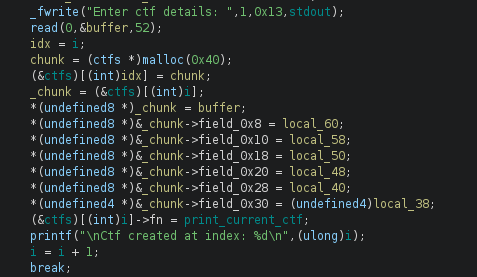 _fwrite("Enter ctf details: ",1,0x13,stdout);
read(0,&buffer,52);
idx = i;
chunk = (ctfs *)malloc(0x40);
(&ctfs)[(int)idx] = chunk;
_chunk = (&ctfs)[(int)i];
*(undefined8 *)_chunk = buffer;
*(undefined8 *)&_chunk->field_0x8 = local_60;
*(undefined8 *)&_chunk->field_0x10 = local_58;
*(undefined8 *)&_chunk->field_0x18 = local_50;
*(undefined8 *)&_chunk->field_0x20 = local_48;
*(undefined8 *)&_chunk->field_0x28 = local_40;
*(undefined4 *)&_chunk->field_0x30 = (undefined4)local_38;
(&ctfs)[(int)i]->fn = print_current_ctf;
printf("\nCtf created at index: %d\n",(ulong)i);
i = i + 1;
break;